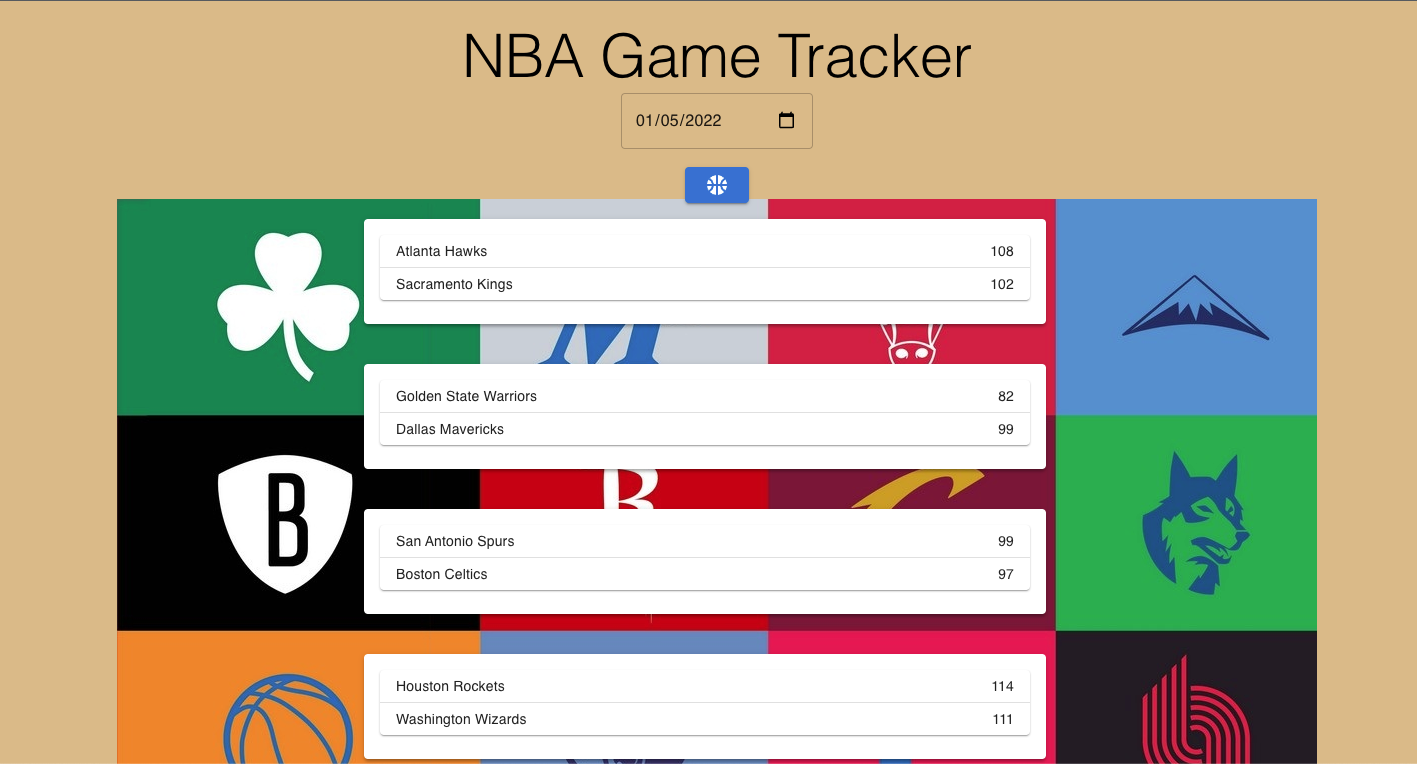 NBA Game Tracker
01/05/2022
Atlanta Hawks 108
Sacramento Kings 102
M
Golden State Warriors 82
Dallas Mavericks 99
B
San Antonio Spurs 99
Boston Celtics 97
Houston Rockets 114
Washington Wizards 111